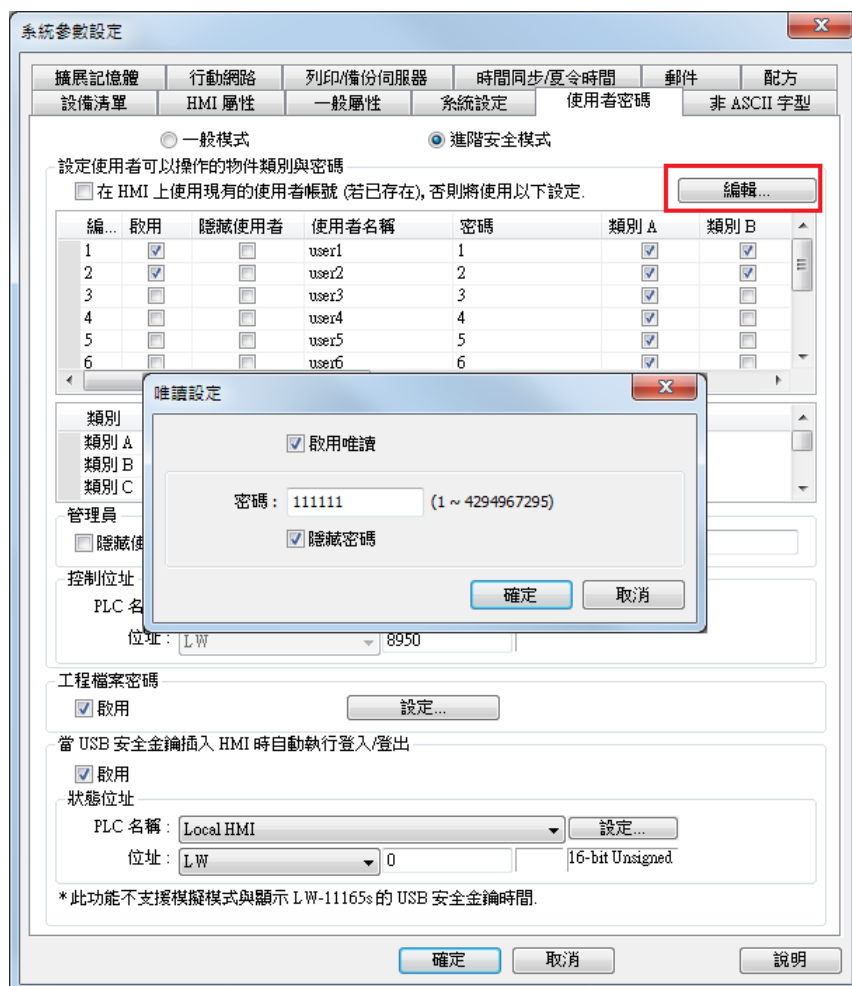 系統參數設定
擴展記憶體 行動網路 列印/備份伺服器 時間同步/夏令時間 郵件 配方
設備清單 HMI 屬性 一般屬性 系統設定 使用者密碼 非 ASCII 字型
一般模式 進階安全模式
設定使用者可以操作的物件類別與密碼
在 HMI 上使用現有的使用者帳號 (若已存在), 否則將使用以下設定. 編輯...
編... 啟用 隱藏使用者 使用者名稱 密碼 類別 A 類別 B
1 user1 1
2 user2 2
3 user3 3
4 user4 4
5 user5 5
6 user6 6
唯讀設定
類別
類別 A
啟用唯讀
類別 B
類別 C
密碼 : 111111 (1 ~ 4294967295)
管理員
隱藏使
隱藏密碼
控制位址
PLC 名
確定 取消
位址 : LW 8950
工程檔案密碼
啟用 設定...
當 USB 安全金鑰插入 HMI 時自動執行登入/登出
啟用
狀態位址
PLC 名稱 : Local HMI 設定...
位址 : LW 0 16-bit Unsigned
*此功能不支援模擬模式與顯示 LW-11165s 的 USB 安全金鑰時間.
確定 取消 說明